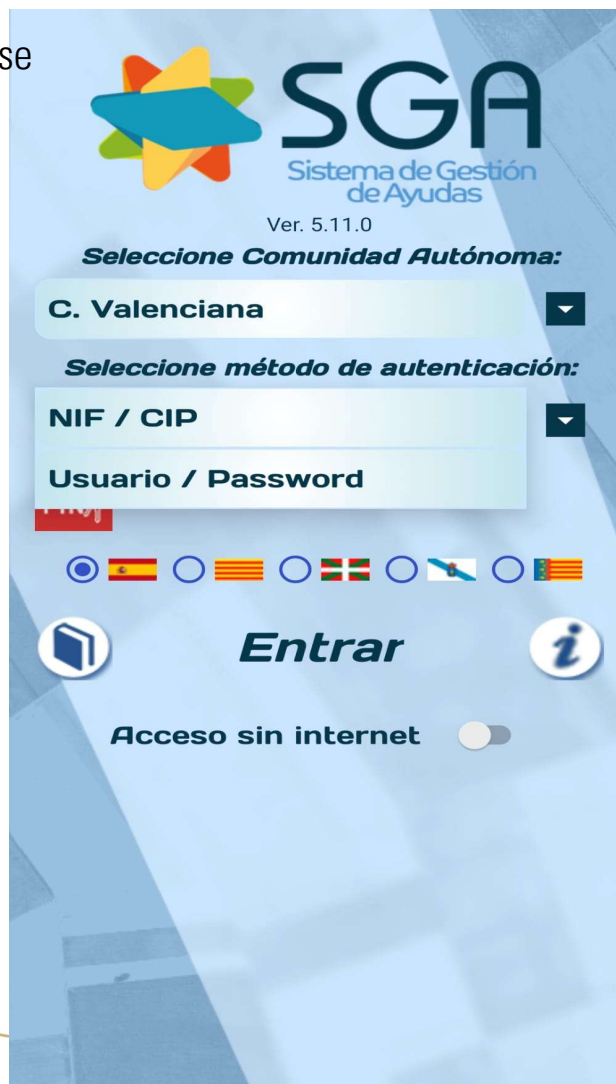 se
SGA
Sistema de Gestión
de Ayudas
Ver. 5.11.0
Seleccione Comunidad Autónoma:
C. Valenciana
Seleccione método de autenticación:
NIF / CIP
Usuario / Password
Entrar
i
Acceso sin internet